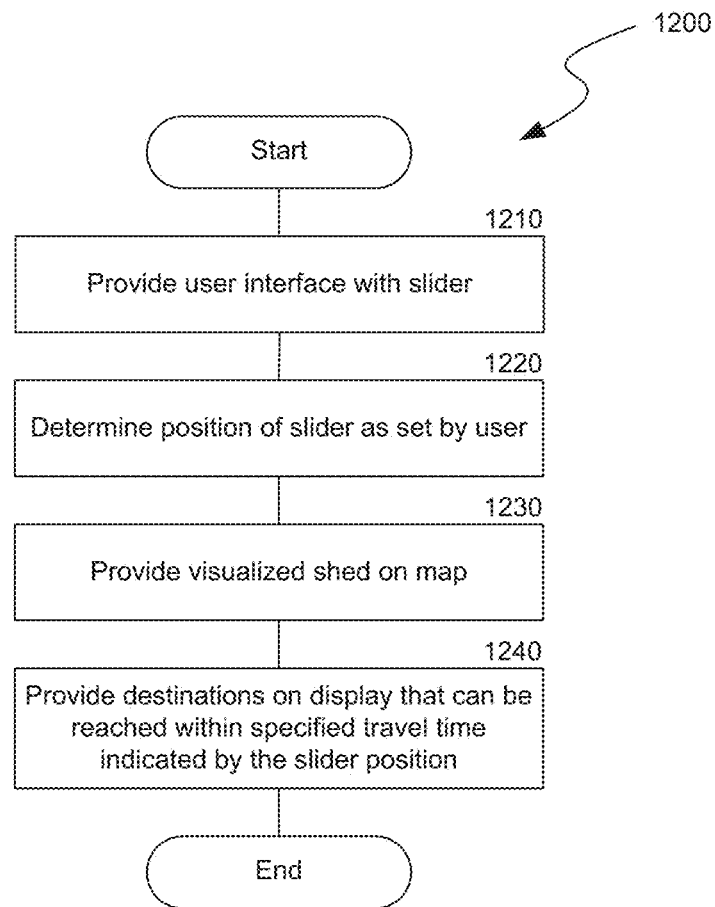 1200
Start
1210
Provide user interface with slider
1220
Determine position of slider as set by user
1230
Provide visualized shed on map
1240
Provide destinations on display that can be
reached within specified travel time
indicated by the slider position
End